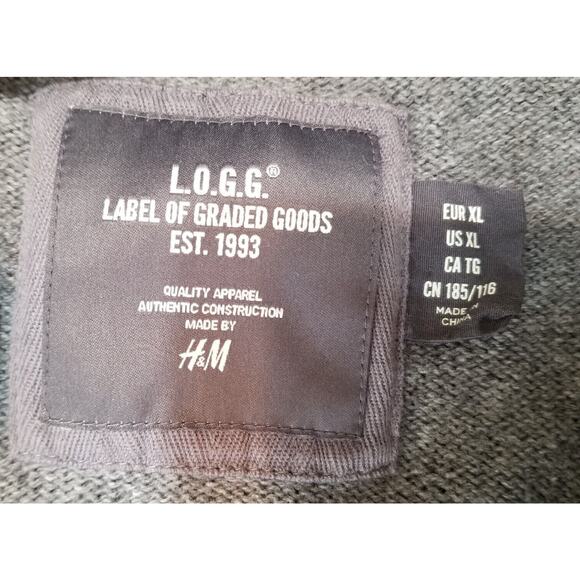 L.O.G.G.®
LABEL OF GRADED GOODS
EST. 1993
QUALITY APPAREL
AUTHENTIC CONSTRUCTION
MADE BY
H&M
EUR XL
US XL
CA TG
CN 185/116
MADE IN
CHINA